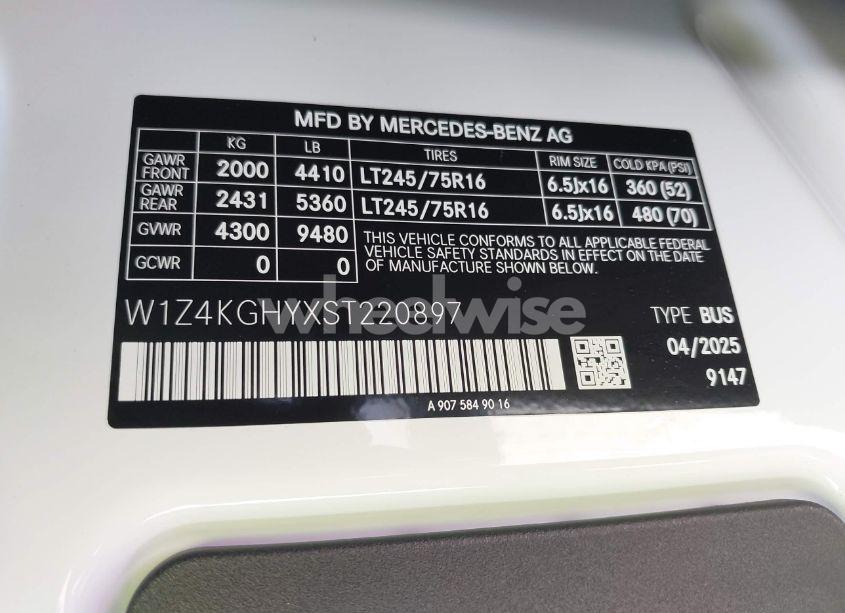 MFD BY MERCEDES-BENZ AG
KG LB TIRES RIM SIZE COLD KPA (PSI)
GAWR FRONT 2000 4410 LT245/75R16 6.5Jx16 360 (52)
GAWR REAR 2431 5360 LT245/75R16 6.5Jx16 480 (70)
GVWR 4300 9480
THIS VEHICLE CONFORMS TO ALL APPLICABLE FEDERAL
VEHICLE SAFETY STANDARDS IN EFFECT ON THE DATE
OF MANUFACTURE SHOWN BELOW.
GCWR 0 0
wheelwise
W1Z4KGHYXST220897 TYPE BUS
04/2025
9147
A 907 584 90 16